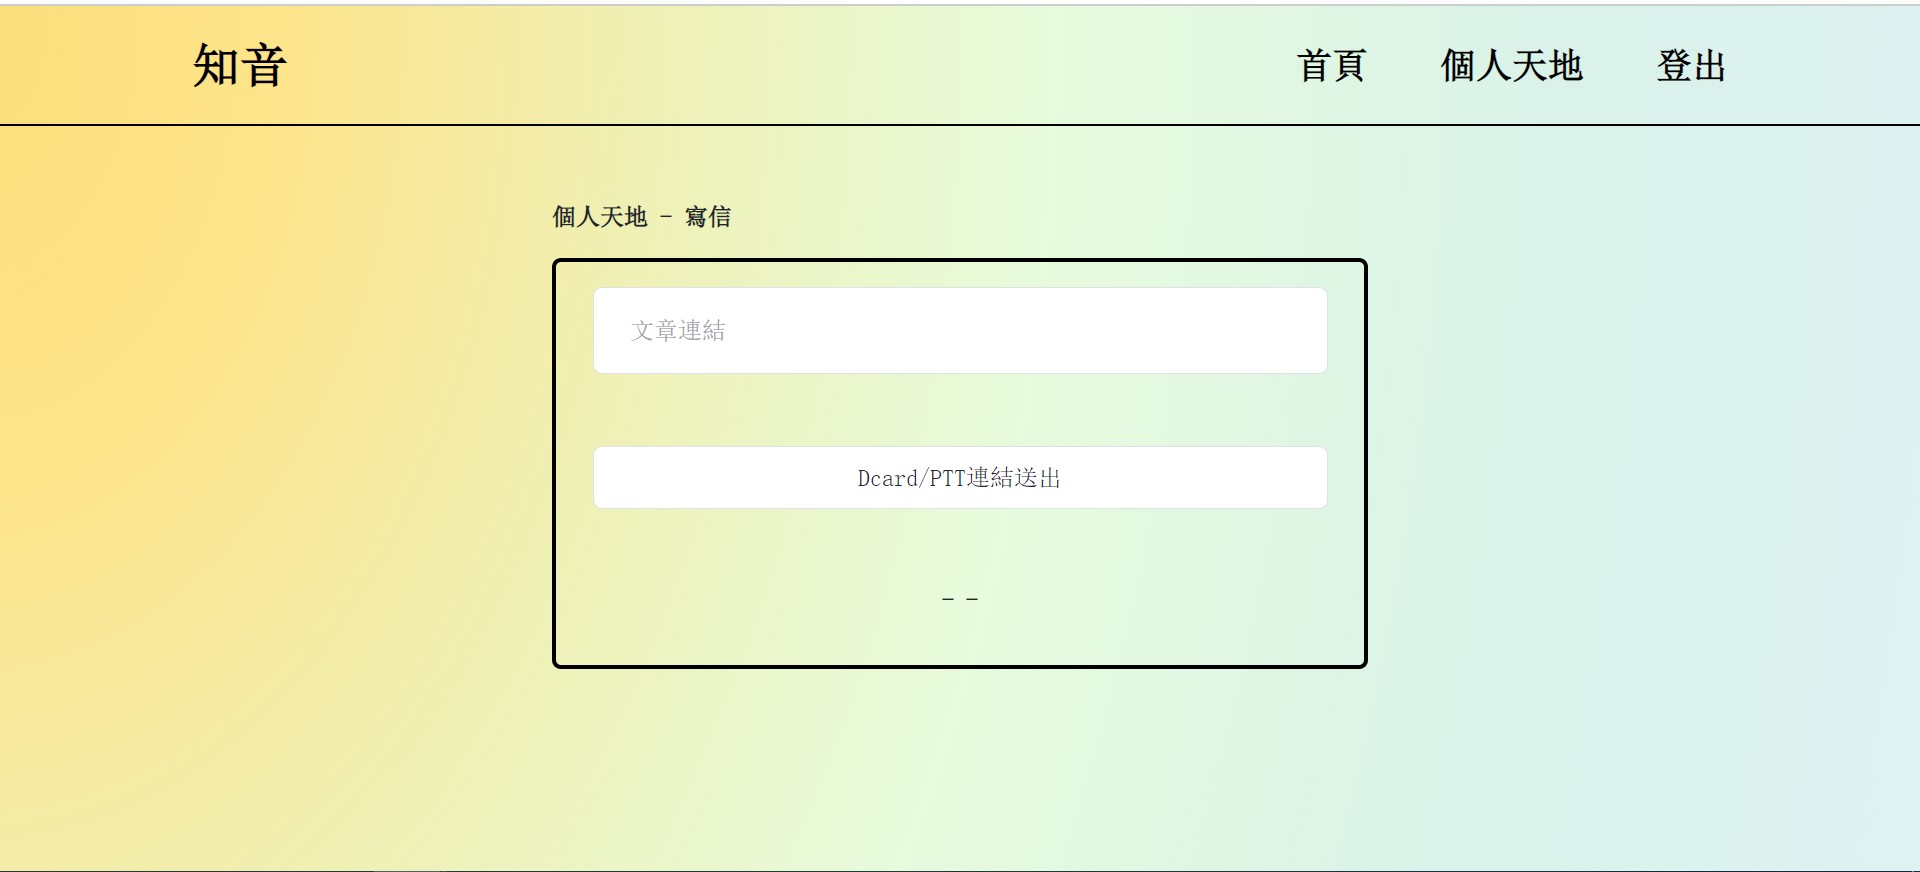 知音
首頁 個人天地 登出
個人天地 - 寫信
文章連結
Dcard/PTT連結送出
- -